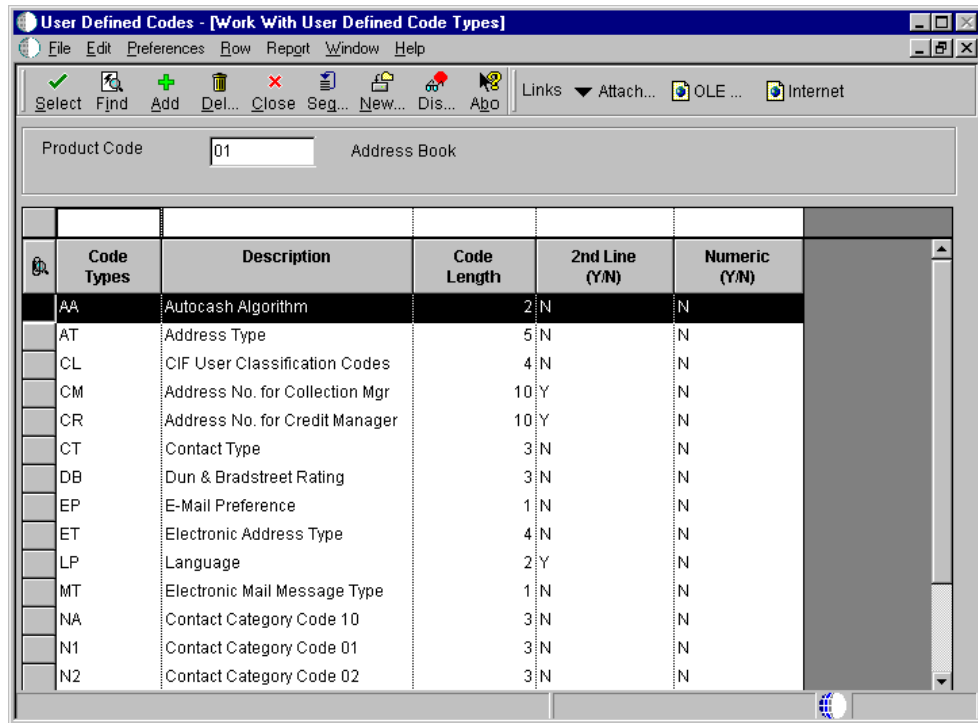 User Defined Codes - [Work With User Defined Code Types]
File Edit Preferences Row Report Window Help
Select Find Add Del... Close Seq... New... Dis... Abo Links Attach... OLE ... Internet
Product Code 01 Address Book
Code Types Description Code Length 2nd Line (Y/N) Numeric (Y/N)
AA Autocash Algorithm 2 N N
AT Address Type 5 N N
CL CIF User Classification Codes 4 N N
CM Address No. for Collection Mgr 10 Y N
CR Address No. for Credit Manager 10 Y N
CT Contact Type 3 N N
DB Dun & Bradstreet Rating 3 N N
EP E-Mail Preference 1 N N
ET Electronic Address Type 4 N N
LP Language 2 Y N
MT Electronic Mail Message Type 1 N N
NA Contact Category Code 10 3 N N
N1 Contact Category Code 01 3 N N
N2 Contact Category Code 02 3 N N